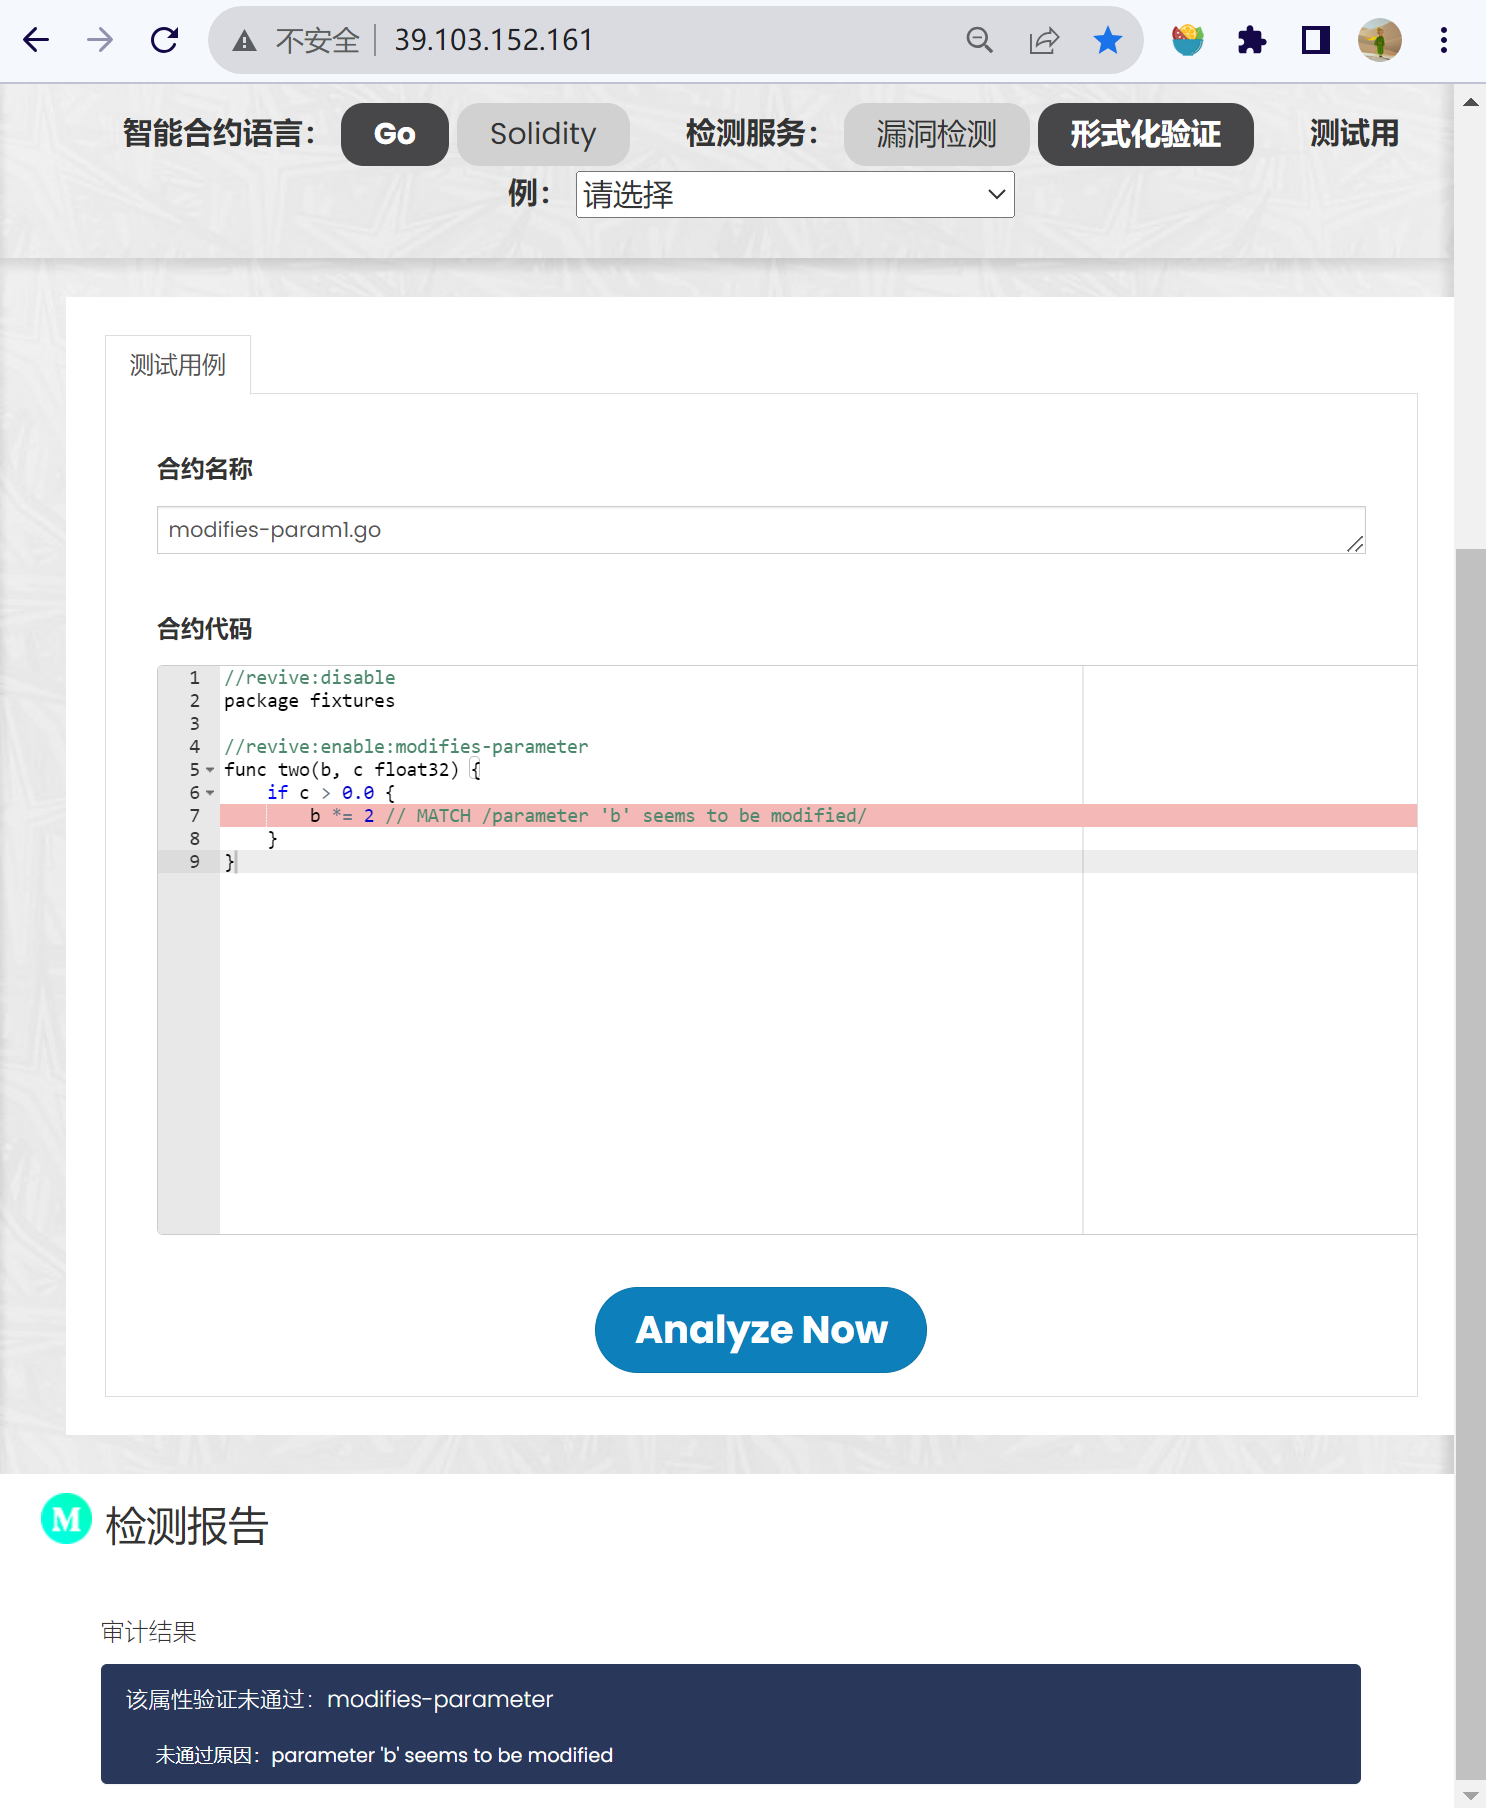 不安全 39.103.152.161
智能合约语言： Go Solidity 检测服务： 漏洞检测 形式化验证 测试用
例： 请选择
测试用例
合约名称
modifies-param1.go
合约代码
1 //revive:disable
2 package fixtures
3
4 //revive:enable:modifies-parameter
5 func two(b, c float32) {
6 if c > 0.0 {
7 b *= 2 // MATCH /parameter 'b' seems to be modified/
8 }
9 }
Analyze Now
M 检测报告
审计结果
该属性验证未通过：modifies-parameter
未通过原因：parameter 'b' seems to be modified